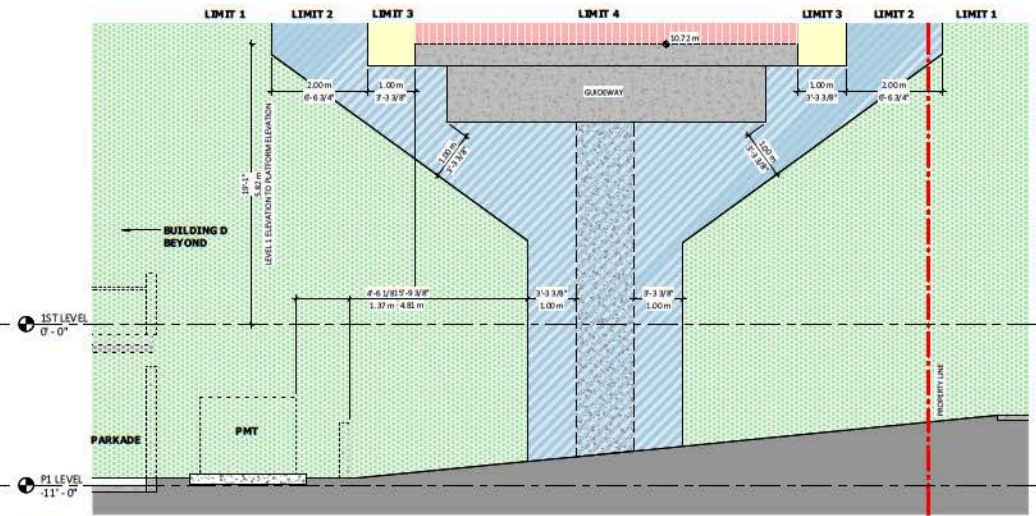 LIMIT 1 LIMIT 2 LIMIT 3 LIMIT 4 LIMIT 3 LIMIT 2 LIMIT 1
10.72 m
2.00 m
6'-6 3/4"
1.00 m
3'-3 3/8"
GUIDEWAY
1.00 m
3'-3 3/8"
2.00 m
6'-6 3/4"
1.00 m
3'-3 3/8"
1.00 m
3'-3 3/8"
19'-1"
5.82 m
LEVEL 1 ELEVATION TO PLATFORM ELEVATION
BUILDING D
BEYOND
4'-6 1/8" 15'-9 3/8"
1.37 m 4.81 m
3'-3 3/8"
1.00 m
3'-3 3/8"
1.00 m
1ST LEVEL
0' - 0"
PROPERTY LINE
PARKADE
PMT
P1 LEVEL
-11' - 0"